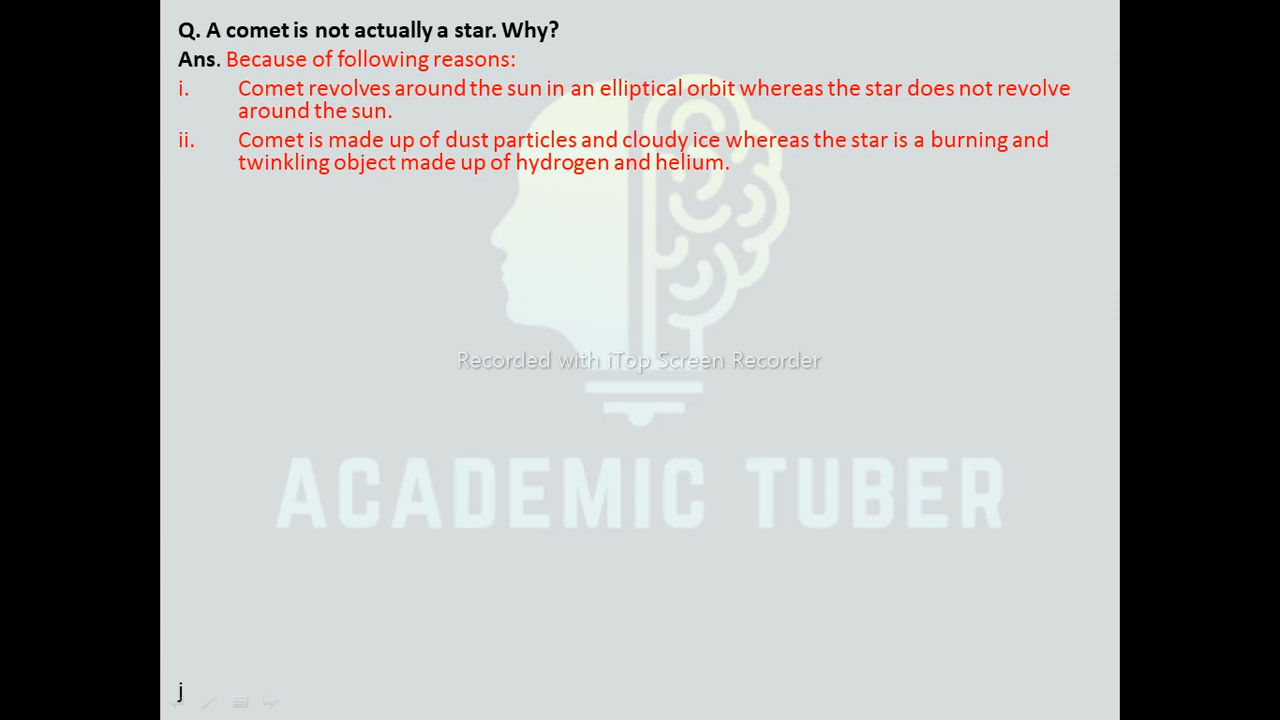 Q. A comet is not actually a star. Why?
Ans. Because of following reasons:
i. Comet revolves around the sun in an elliptical orbit whereas the star does not revolve
around the sun.
ii. Comet is made up of dust particles and cloudy ice whereas the star is a burning and
twinkling object made up of hydrogen and helium.
Recorded with iTop Screen Recorder
ACADEMIC TUBER
j